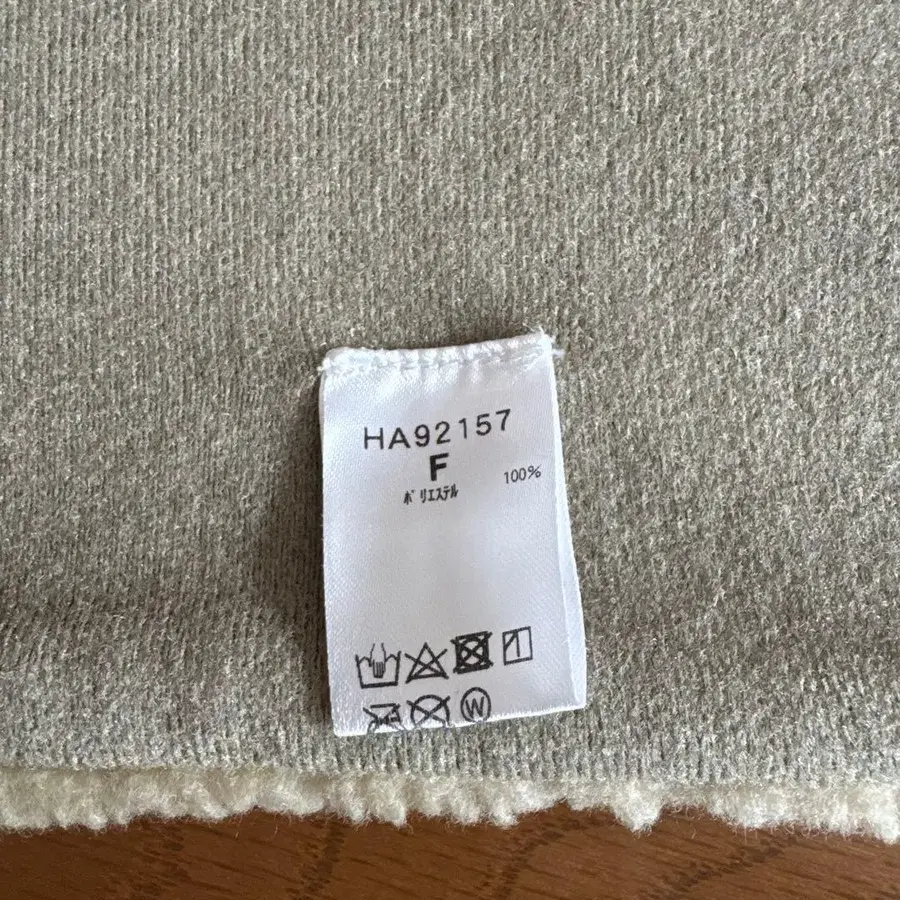 HA92157
F
ﾎﾟﾘｴｽﾃﾙ 100%
W